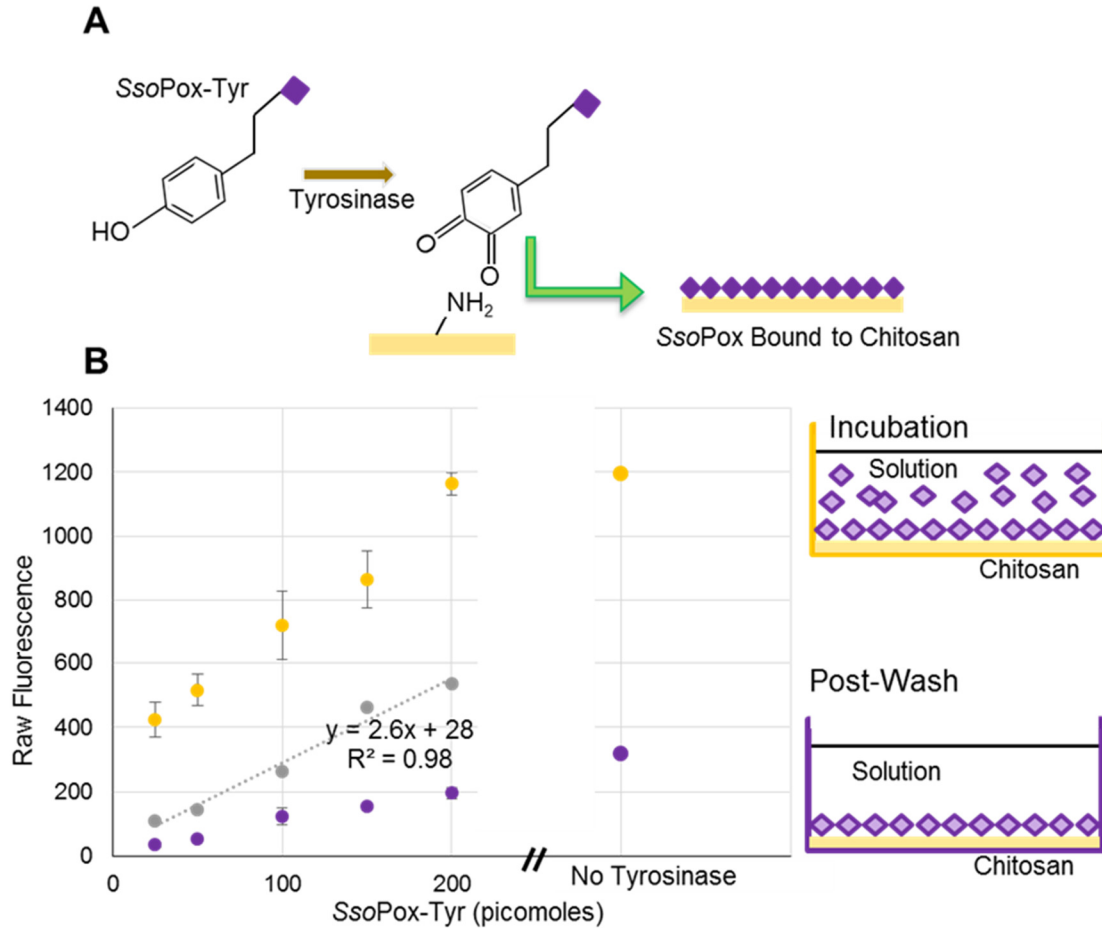 A
SsoPox-Tyr
HO
Tyrosinase
O
O
NH2
SsoPox Bound to Chitosan
B
1400
1200
1000
800
600
400
200
0
Raw Fluorescence
y = 2.6x + 28
R² = 0.98
0
100
200
No Tyrosinase
SsoPox-Tyr (picomoles)
Incubation
Solution
Chitosan
Post-Wash
Solution
Chitosan